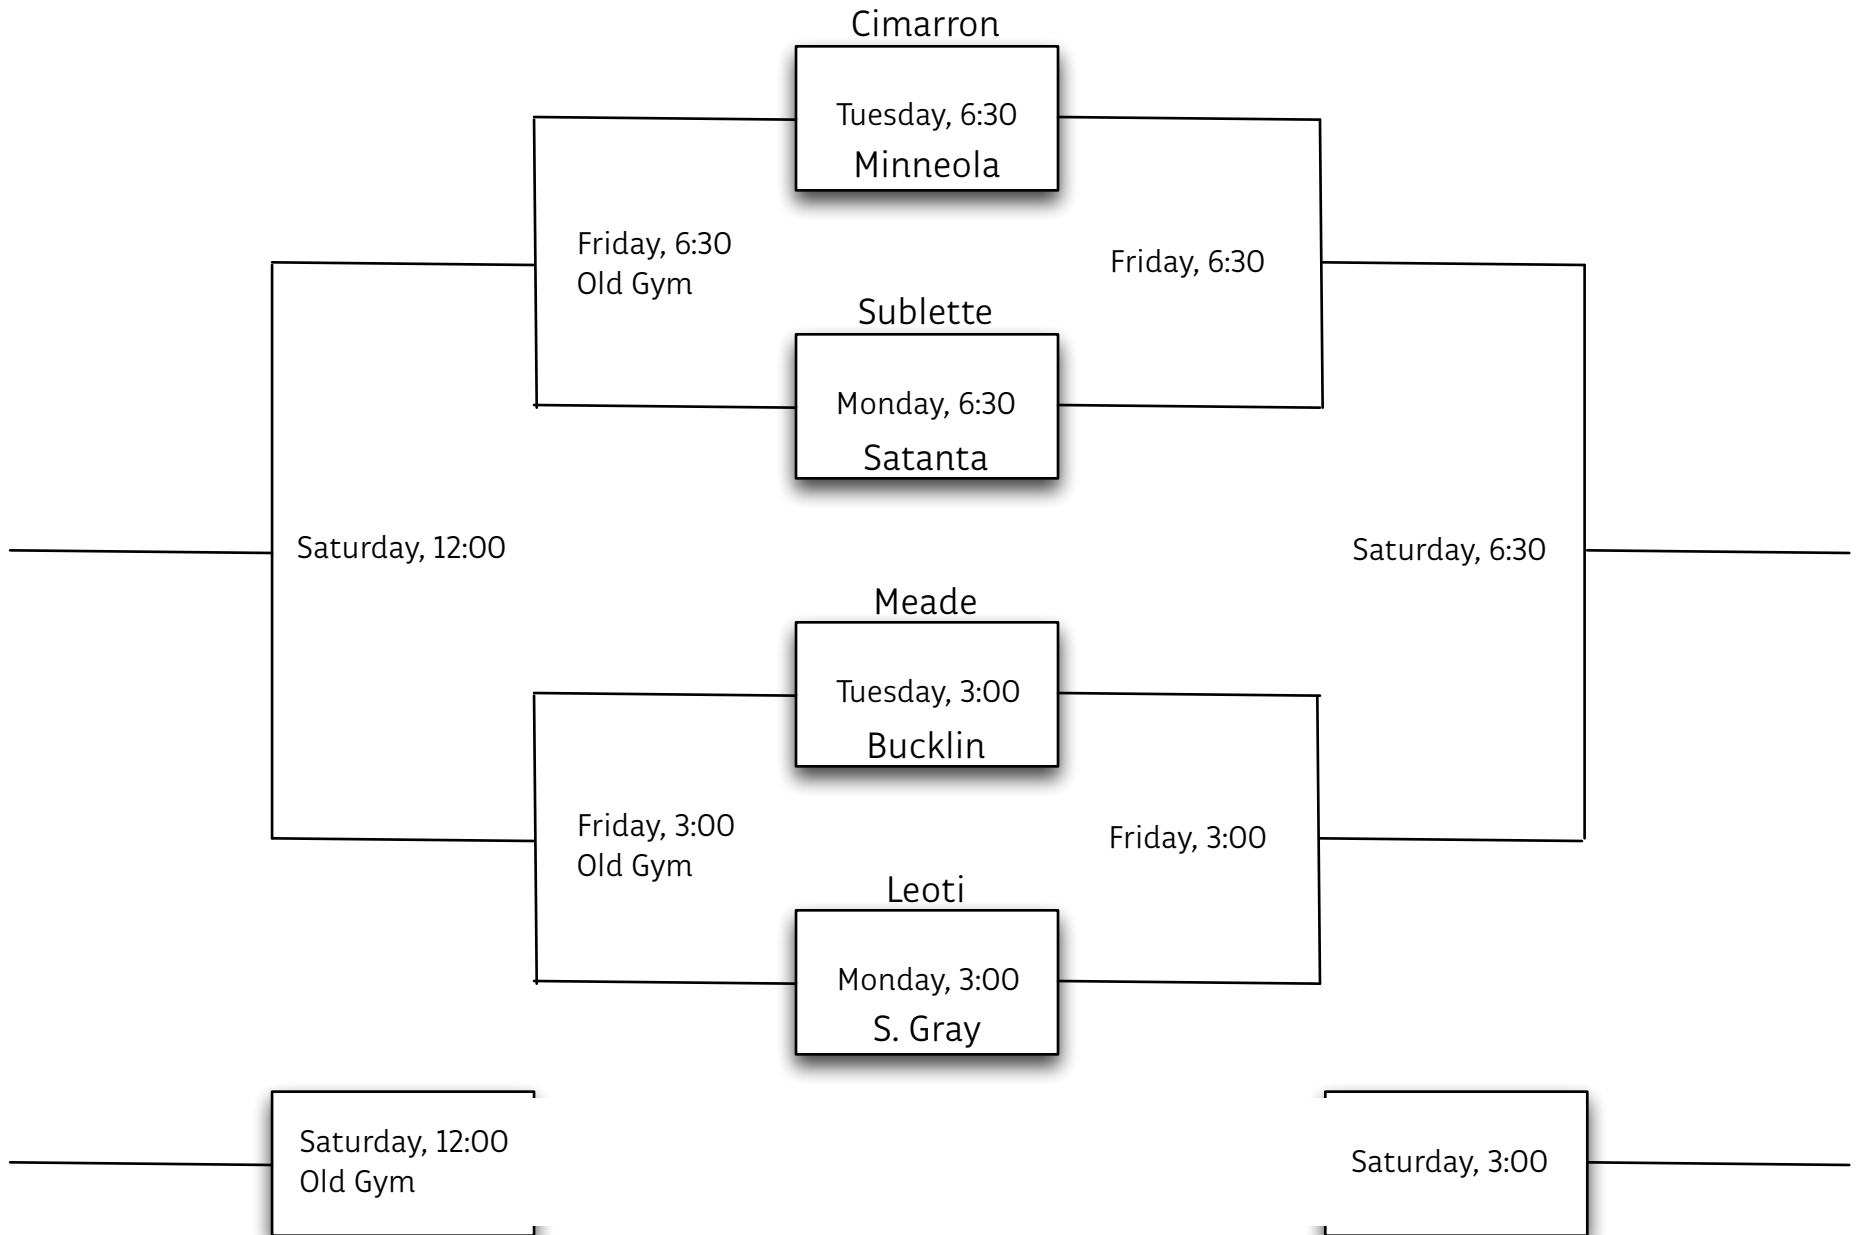 Cimarron
Tuesday, 6:30
Minneola
Friday, 6:30
Old Gym
Friday, 6:30
Sublette
Monday, 6:30
Satanta
Saturday, 12:00
Saturday, 6:30
Meade
Tuesday, 3:00
Bucklin
Friday, 3:00
Old Gym
Friday, 3:00
Leoti
Monday, 3:00
S. Gray
Saturday, 12:00
Old Gym
Saturday, 3:00